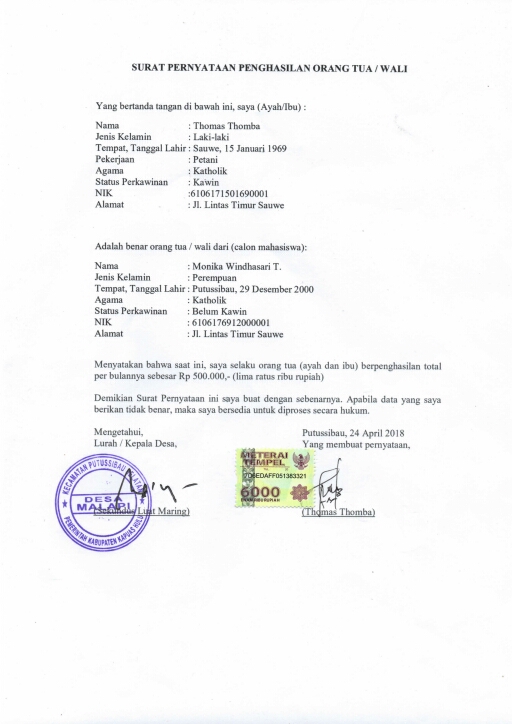 SURAT PERNYATAAN PENGHASILAN ORANG TUA / WALI
Yang bertanda tangan di bawah ini, saya (Ayah/Ibu) :
Nama : Thomas Thomba
Jenis Kelamin : Laki-laki
Tempat, Tanggal Lahir : Sauwe, 15 Januari 1969
Pekerjaan : Petani
Agama : Katholik
Status Perkawinan : Kawin
NIK :6106171501690001
Alamat : Jl. Lintas Timur Sauwe
Adalah benar orang tua / wali dari (calon mahasiswa):
Nama : Monika Windhasari T.
Jenis Kelamin : Perempuan
Tempat, Tanggal Lahir : Putussibau, 29 Desember 2000
Agama : Katholik
Status Perkawinan : Belum Kawin
NIK : 6106176912000001
Alamat : Jl. Lintas Timur Sauwe
Menyatakan bahwa saat ini, saya selaku orang tua (ayah dan ibu) berpenghasilan total
per bulannya sebesar Rp 500.000,- (lima ratus ribu rupiah)
Demikian Surat Pernyataan ini saya buat dengan sebenarnya. Apabila data yang saya
berikan tidak benar, maka saya bersedia untuk diproses secara hukum.
Mengetahui,
Lurah / Kepala Desa,
KECAMATAN PUTUSSIBAU
DESA
MALAPI
PEMERINTAH KABUPATEN KAPUAS HULU
Luat Maring)
Putussibau, 24 April 2018
Yang membuat pernyataan,
METERAI
TEMPEL
6000
(Thomas Thomba)